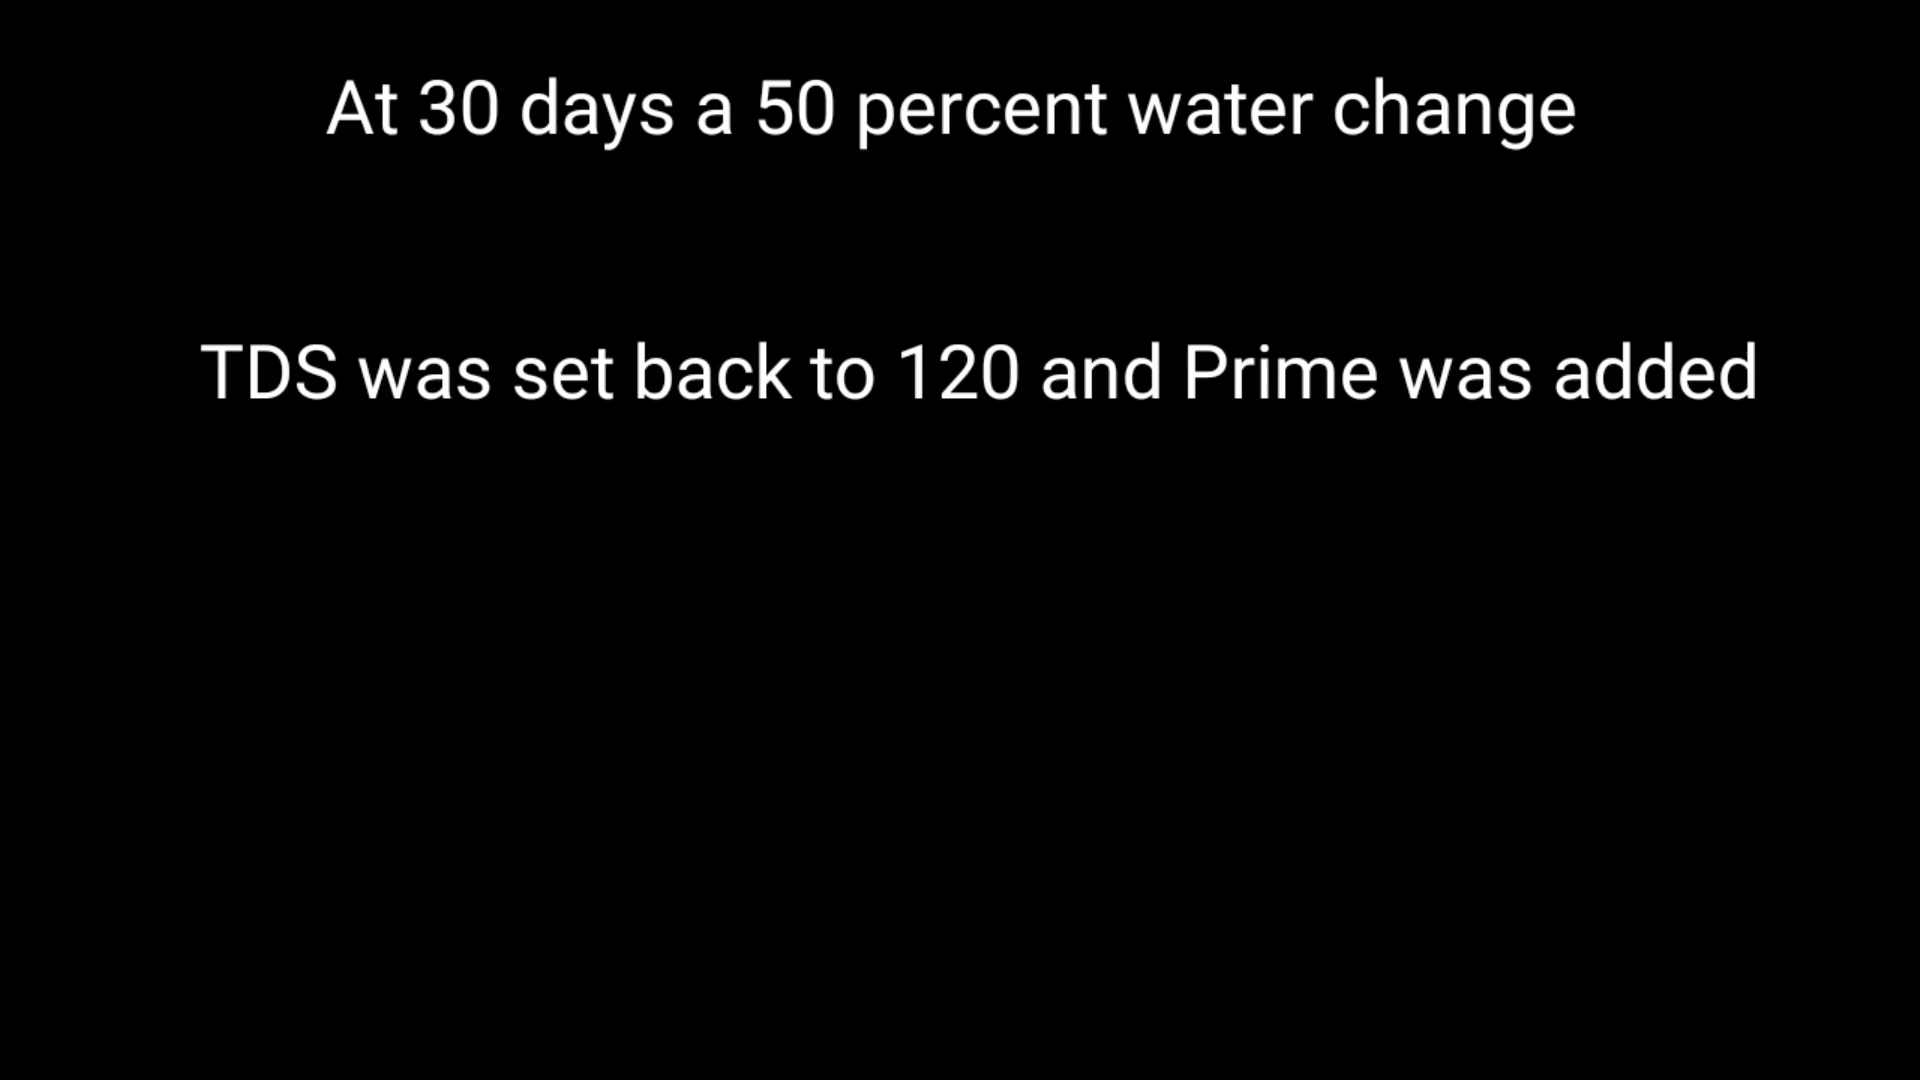 At 30 days a 50 percent water change
TDS was set back to 120 and Prime was added